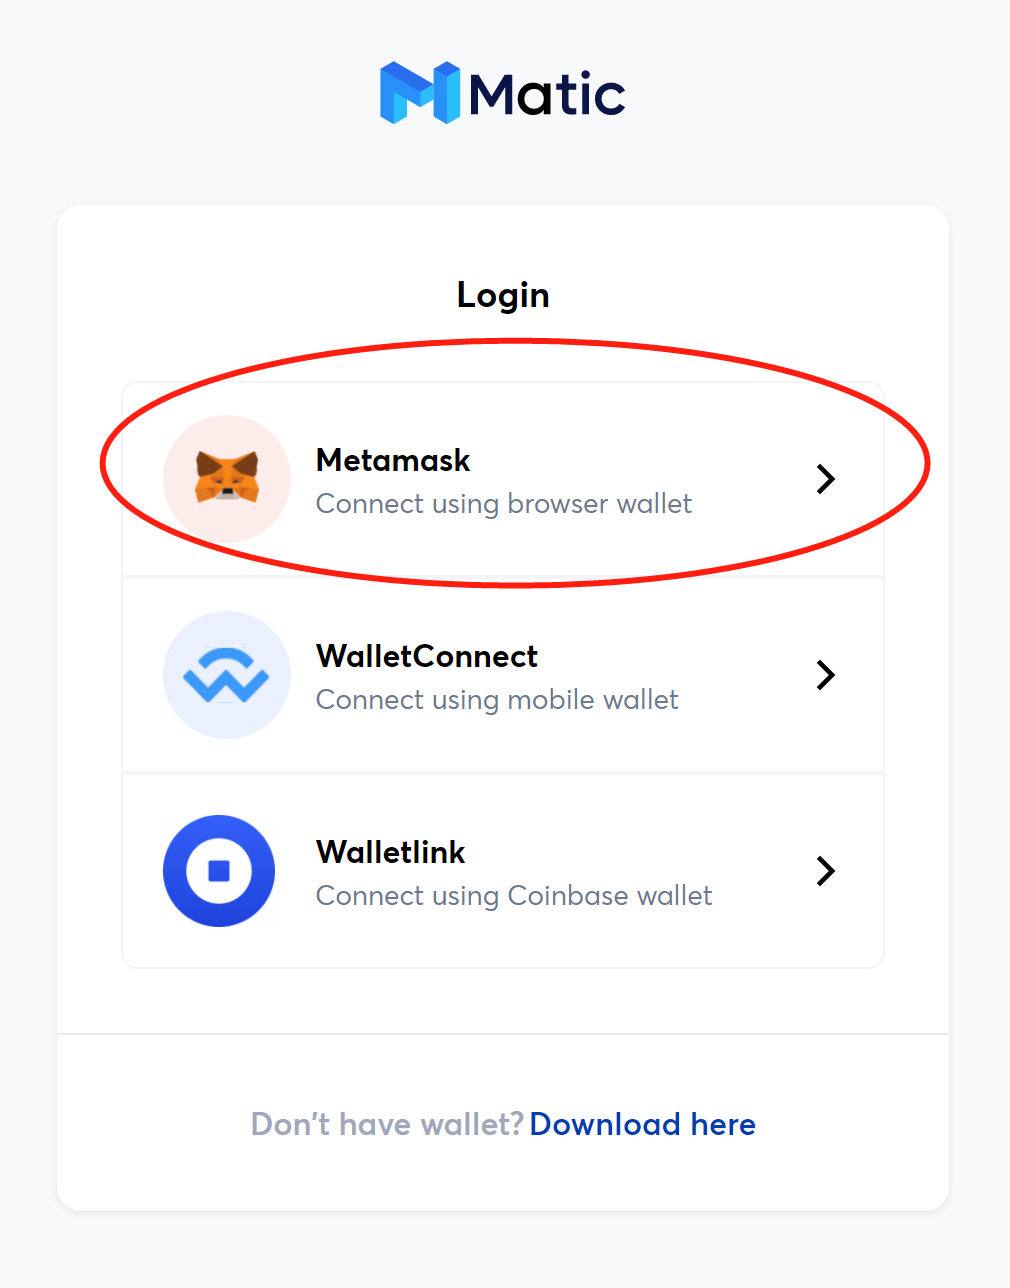 Matic
Login
Metamask
Connect using browser wallet
WalletConnect
Connect using mobile wallet
Walletlink
Connect using Coinbase wallet
Don't have wallet? Download here